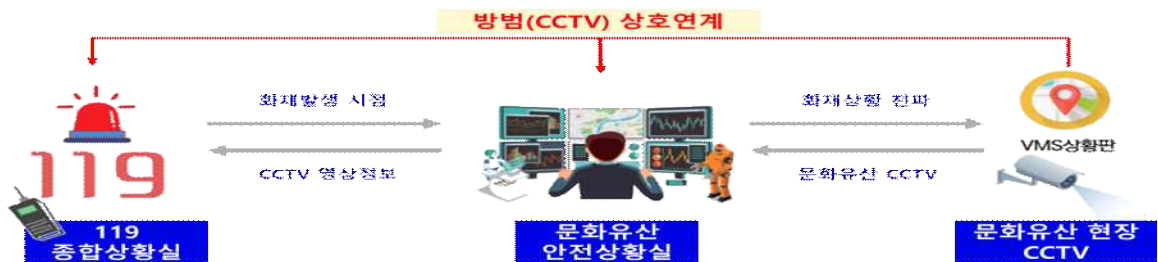 방범(CCTV) 상호연계
화재발생 시점
화재상황 전파
119
VMS상황판
CCTV 영상정보
문화유산 CCTV
119
종합상황실
문화유산
안전상황실
문화유산 현장
CCTV